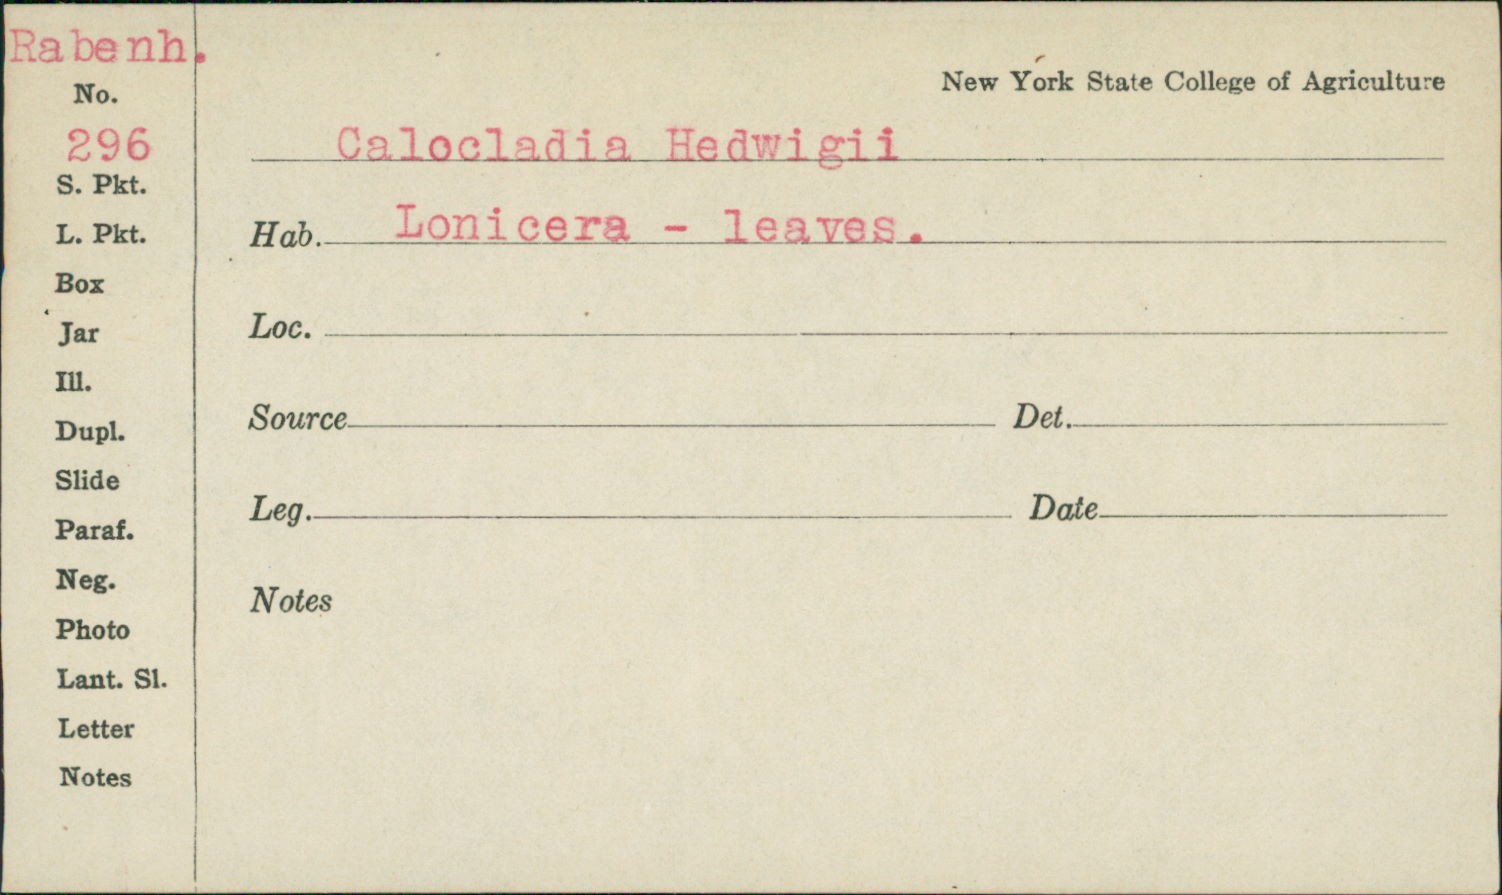 Rabenh.
No.
296
S. Pkt.
L. Pkt.
Box
Jar
Ill.
Dupl.
Slide
Paraf.
Neg.
Photo
Lant. Sl.
Letter
Notes
New York State College of Agriculture
Calocladia Hedwigii
Hab. Lonicera - leaves.
Loc.
Source Det.
Leg. Date
Notes